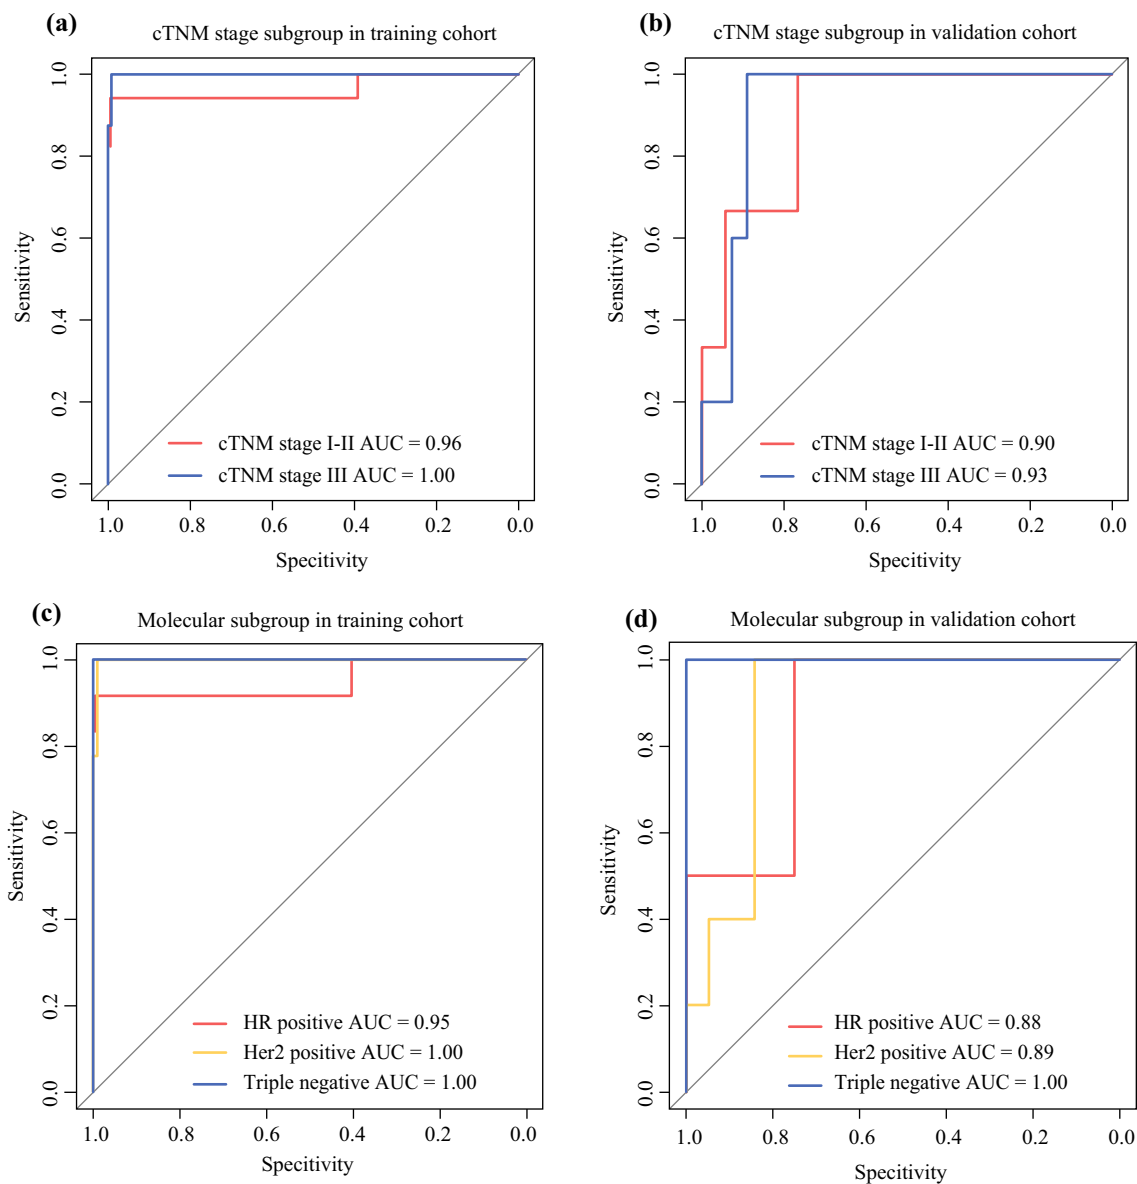 (a)
cTNM stage subgroup in training cohort
1.0
0.8
0.6
0.4
0.2
0.0
Sensitivity
cTNM stage I-II AUC = 0.96
cTNM stage III AUC = 1.00
1.0 0.8 0.6 0.4 0.2 0.0
Specitivity
(b)
cTNM stage subgroup in validation cohort
1.0
0.8
0.6
0.4
0.2
0.0
Sensitivity
cTNM stage I-II AUC = 0.90
cTNM stage III AUC = 0.93
1.0 0.8 0.6 0.4 0.2 0.0
Specitivity
(c)
Molecular subgroup in training cohort
1.0
0.8
0.6
0.4
0.2
0.0
Sensitivity
HR positive AUC = 0.95
Her2 positive AUC = 1.00
Triple negative AUC = 1.00
1.0 0.8 0.6 0.4 0.2 0.0
Specitivity
(d)
Molecular subgroup in validation cohort
1.0
0.8
0.6
0.4
0.2
0.0
Sensitivity
HR positive AUC = 0.88
Her2 positive AUC = 0.89
Triple negative AUC = 1.00
1.0 0.8 0.6 0.4 0.2 0.0
Specitivity